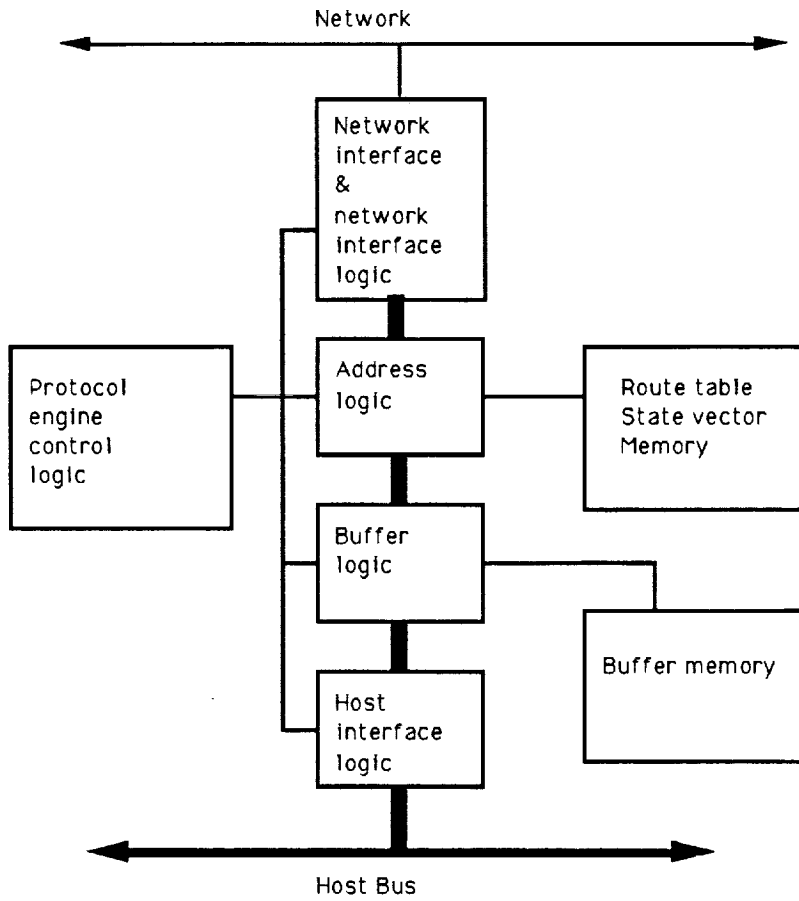 Network
Network
interface
&
network
interface
logic
Protocol
engine
control
logic
Address
logic
Route table
State vector
Memory
Buffer
logic
Buffer memory
Host
interface
logic
Host Bus